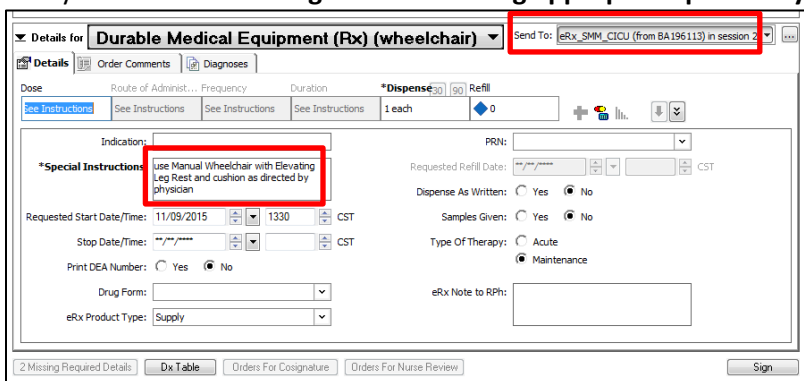 Details for Durable Medical Equipment (Rx) (wheelchair) Send To: eRx_SMM_CICU (from BA196113) in session 2 ...
Details Order Comments Diagnoses
Dose Route of Administ... Frequency Duration *Dispense 30 90 Refill
See Instructions See Instructions See Instructions See Instructions 1 each 0
Indication: PRN:
*Special Instructions: use Manual Wheelchair with Elevating
Leg Rest and cushion as directed by
physician
Requested Refill Date: **/**/**** CST
Dispense As Written: Yes No
Requested Start Date/Time: 11/09/2015 1330 CST Samples Given: Yes No
Stop Date/Time: **/**/**** CST Type Of Therapy: Acute
Maintenance
Print DEA Number: Yes No
Drug Form: eRx Note to RPh:
eRx Product Type: Supply
2 Missing Required Details Dx Table Orders For Cosignature Orders For Nurse Review Sign